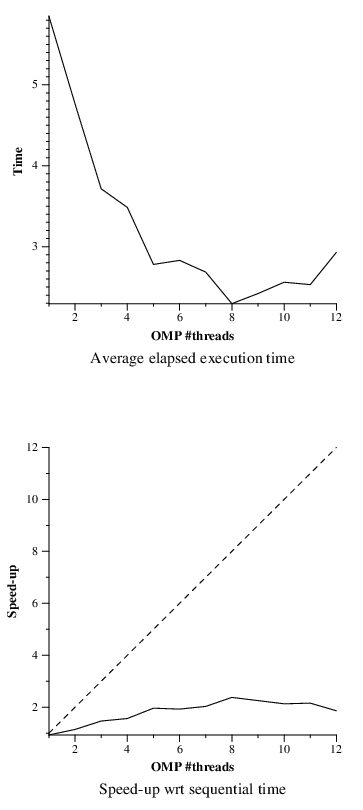 5
4
3
Time
2 4 6 8 10 12
OMP #threads
Average elapsed execution time
12
10
8
6
4
2
Speed-up
2 4 6 8 10 12
OMP #threads
Speed-up wrt sequential time